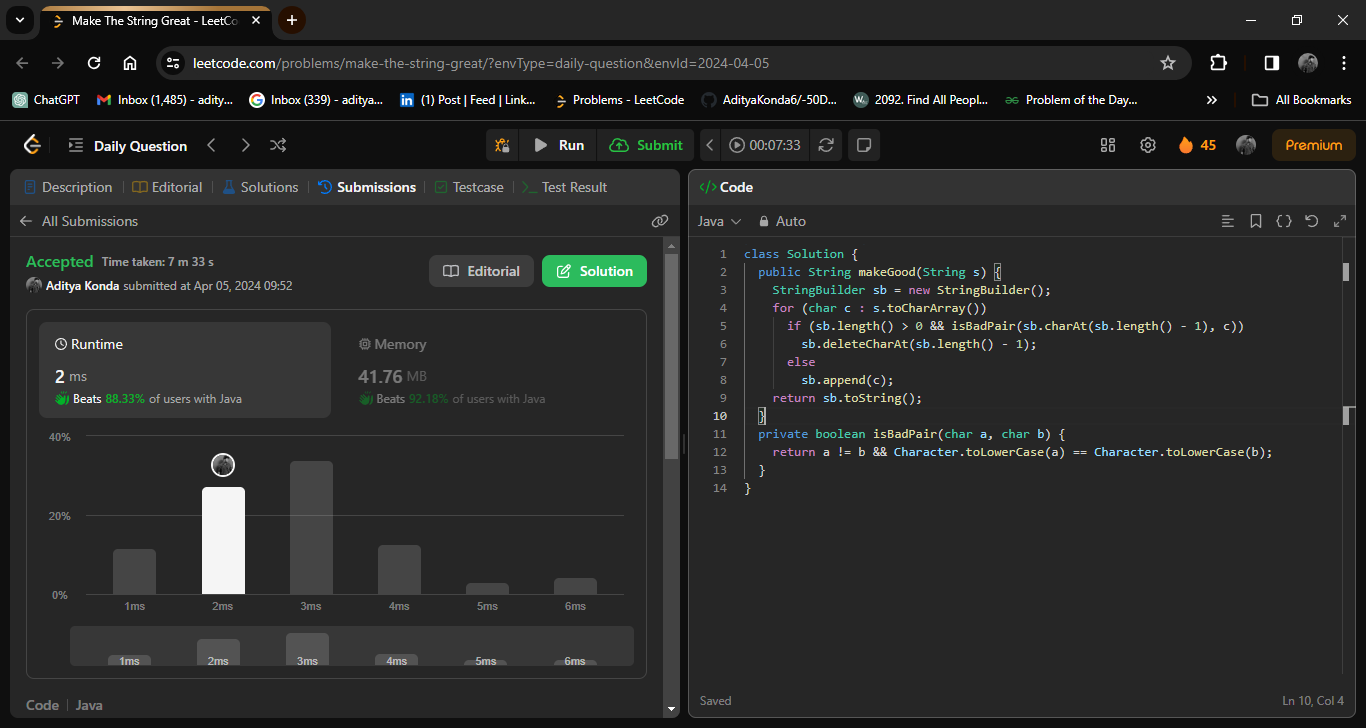 Make The String Great - LeetCo
leetcode.com/problems/make-the-string-great/?envType=daily-question&envId=2024-04-05
ChatGPT Inbox (1,485) - adity... Inbox (339) - aditya... (1) Post | Feed | Link... Problems - LeetCode AdityaKonda6/-50D... 2092. Find All Peopl... Problem of the Day... » All Bookmarks
Daily Question Run Submit 00:07:33 45 Premium
Description Editorial Solutions Submissions Testcase Test Result
All Submissions
Accepted Time taken: 7 m 33 s
Aditya Konda submitted at Apr 05, 2024 09:52
Editorial Solution
Runtime
2 ms
Beats 88.33% of users with Java
Memory
41.76 MB
Beats 92.18% of users with Java
40%
20%
0%
1ms 2ms 3ms 4ms 5ms 6ms
1ms 2ms 3ms 4ms 5ms 6ms
Code Java
</> Code
Java Auto
1 class Solution {
2 public String makeGood(String s) {
3 StringBuilder sb = new StringBuilder();
4 for (char c : s.toCharArray())
5 if (sb.length() > 0 && isBadPair(sb.charAt(sb.length() - 1), c))
6 sb.deleteCharAt(sb.length() - 1);
7 else
8 sb.append(c);
9 return sb.toString();
10 }
11 private boolean isBadPair(char a, char b) {
12 return a != b && Character.toLowerCase(a) == Character.toLowerCase(b);
13 }
14 }
Saved Ln 10, Col 4